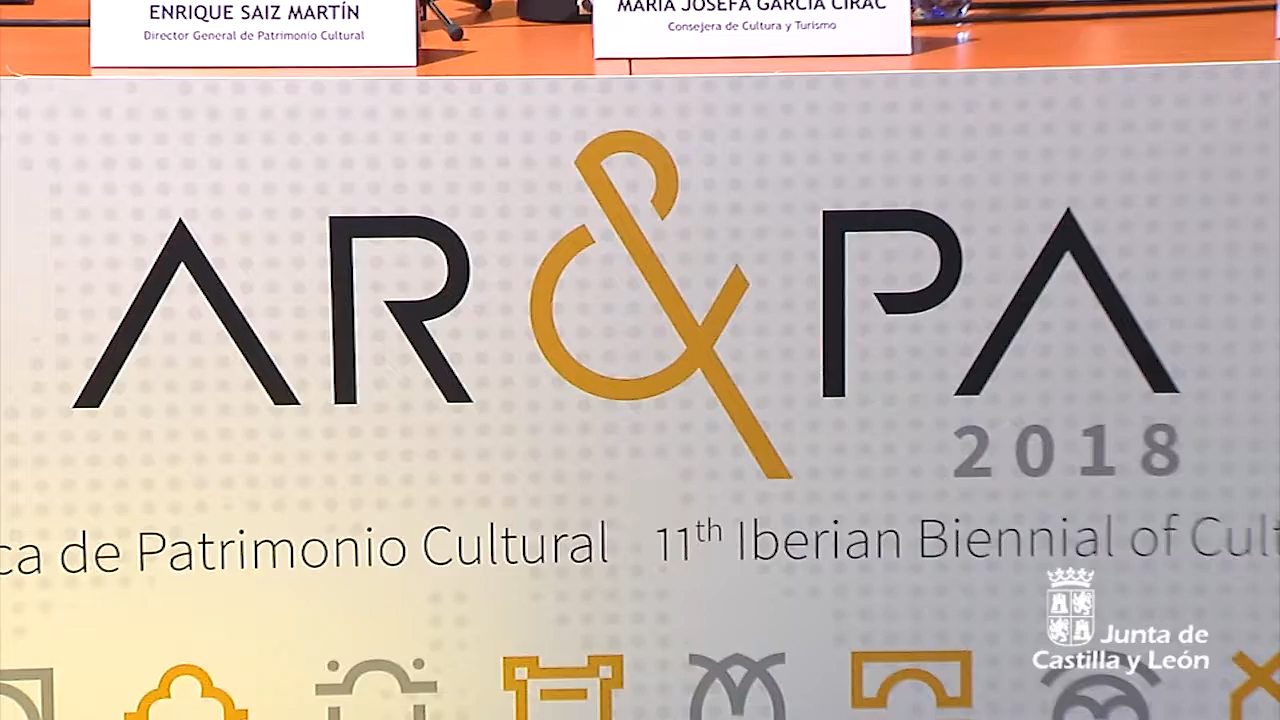 ENRIQUE SAIZ MARTÍN
Director General de Patrimonio Cultural
MARÍA JOSEFA GARCÍA CIRAC
Consejera de Cultura y Turismo
AR&PA
2018
ca de Patrimonio Cultural 11th Iberian Biennial of Cult
Junta de
Castilla y León